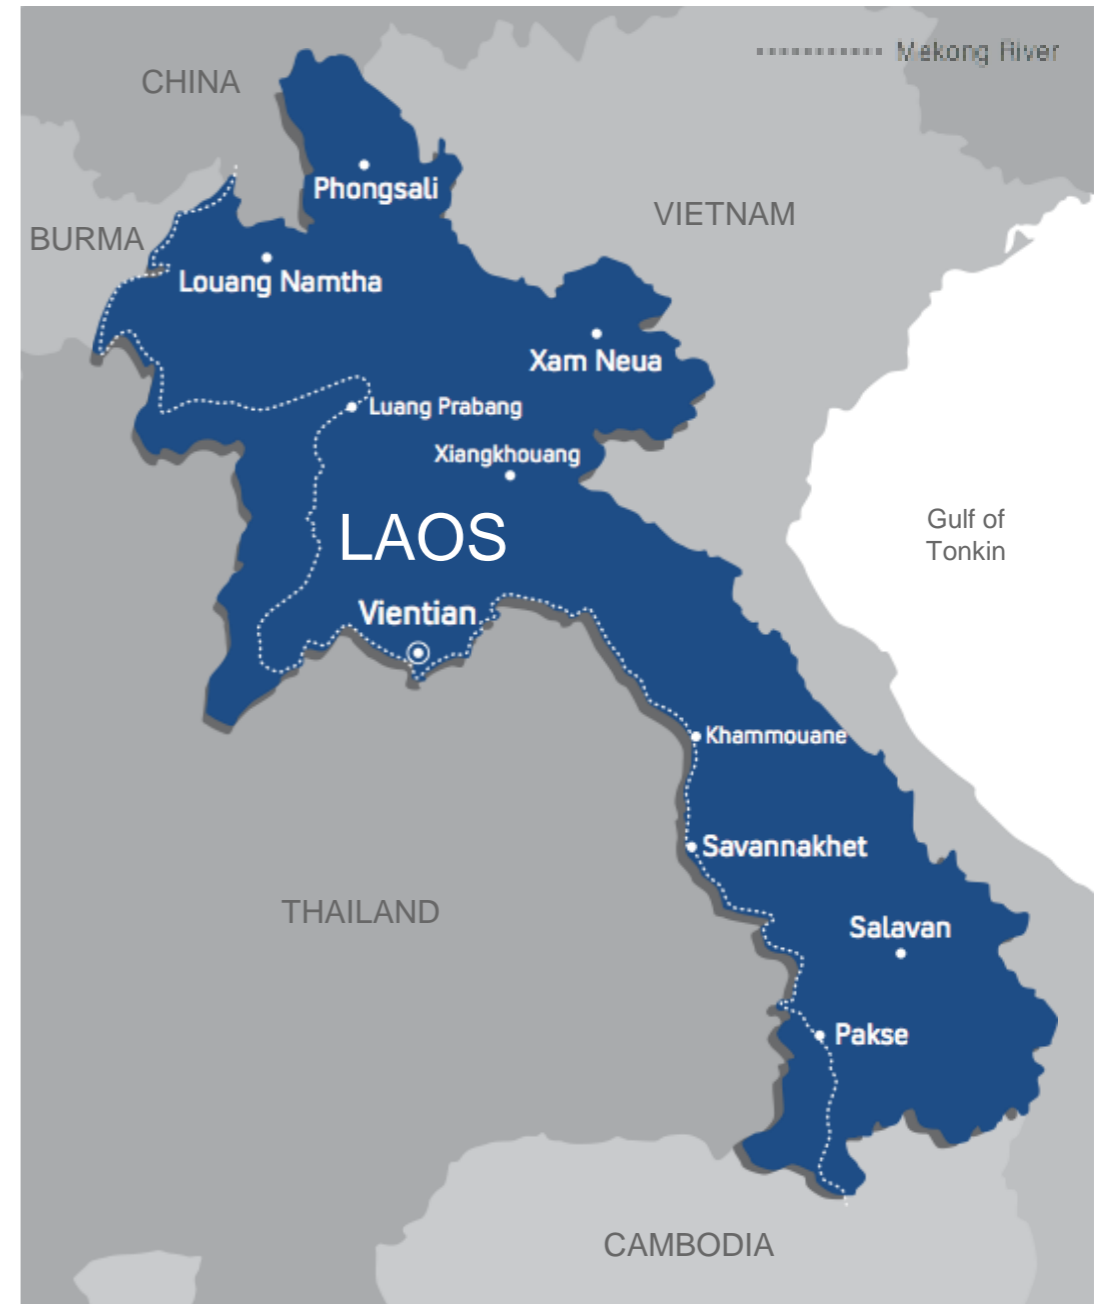 Mekong River
CHINA
Phongsali
VIETNAM
BURMA
Louang Namtha
Xam Neua
Luang Prabang
Xiangkhouang
Gulf of
Tonkin
LAOS
Vientian
Khammouane
Savannakhet
THAILAND
Salavan
Pakse
CAMBODIA